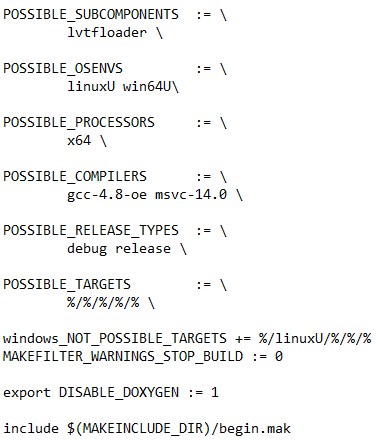 POSSIBLE_SUBCOMPONENTS  := \
        lvtfloader \
POSSIBLE_OSENVS         := \
        linuxU win64U\
POSSIBLE_PROCESSORS     := \
        x64 \
POSSIBLE_COMPILERS      := \
        gcc-4.8-oe msvc-14.0 \
POSSIBLE_RELEASE_TYPES  := \
        debug release \
POSSIBLE_TARGETS        := \
        %/%/%/%/% \
windows_NOT_POSSIBLE_TARGETS += %/linuxU/%/%/%
MAKEFILTER_WARNINGS_STOP_BUILD := 0
export DISABLE_DOXYGEN := 1
include $(MAKEINCLUDE_DIR)/begin.mak